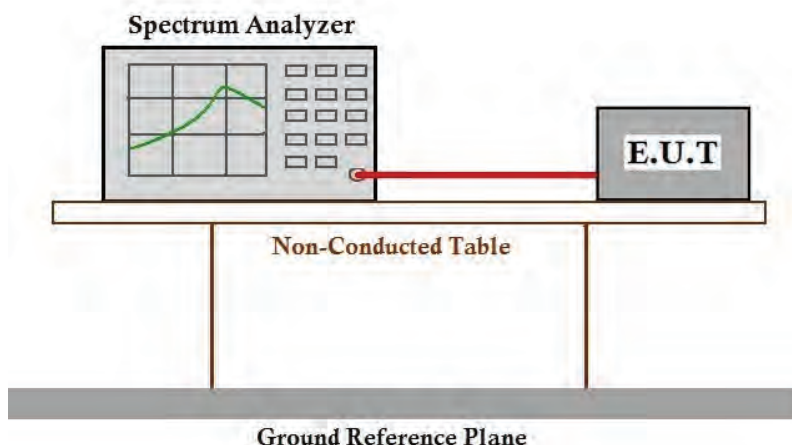 Spectrum Analyzer
E.U.T
Non-Conducted Table
Ground Reference Plane